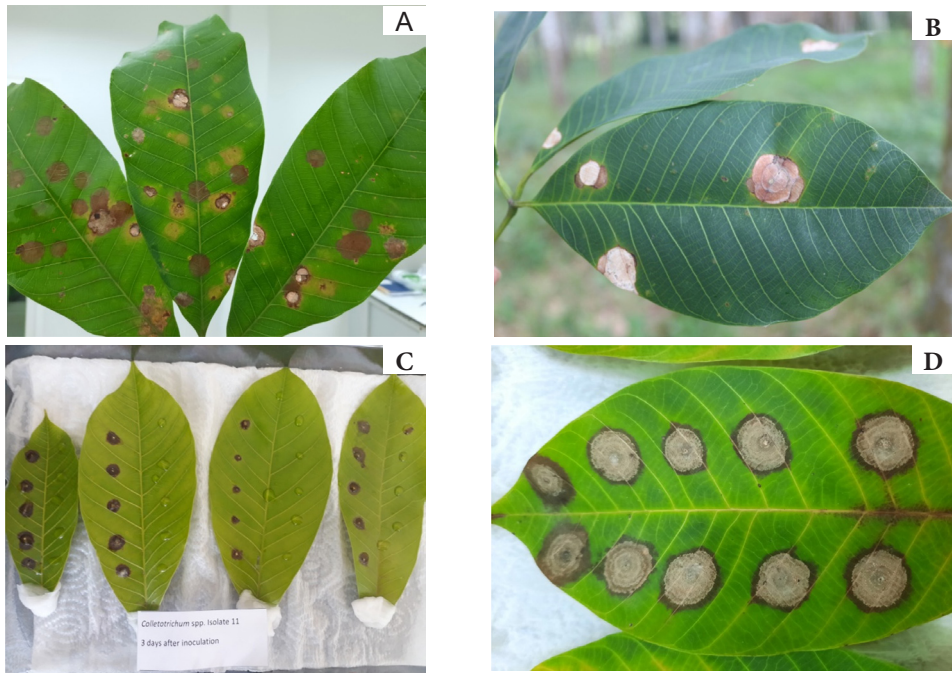 A
B
C
Colletotrichum spp. Isolate 11
3 days after inoculation
D